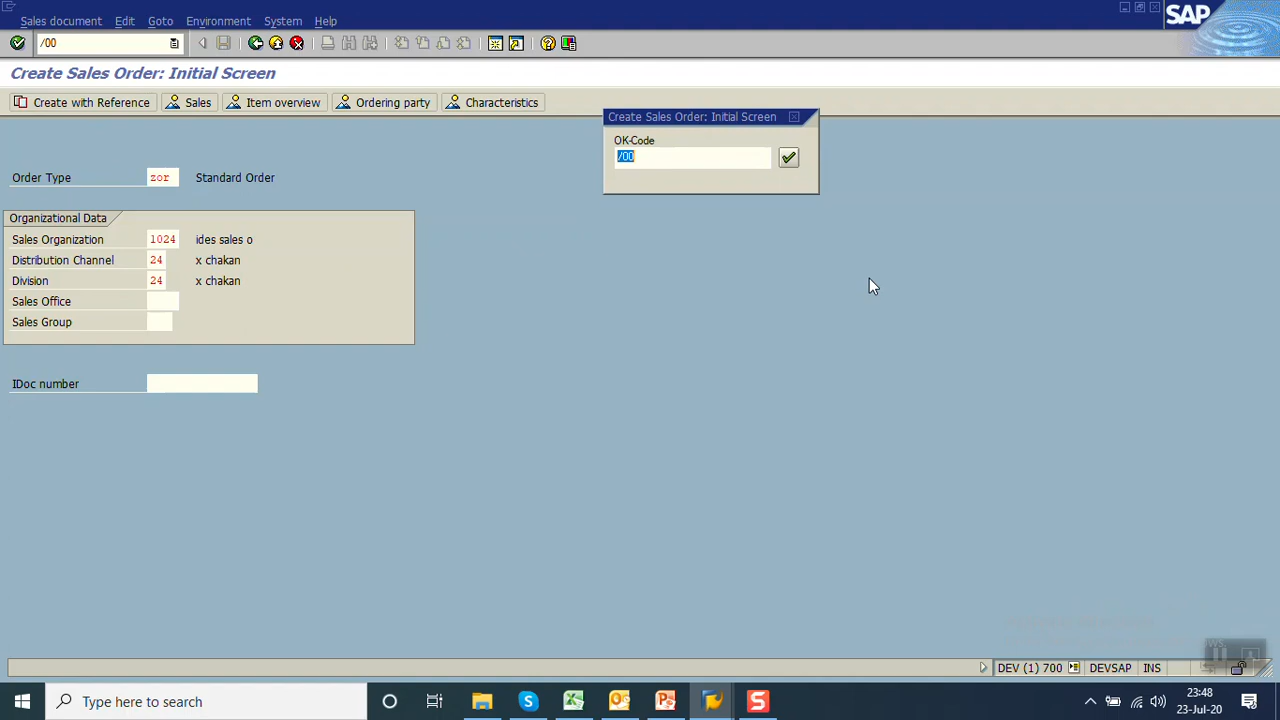 Sales document Edit Goto Environment System Help
SAP
/00
Create Sales Order: Initial Screen
Create with Reference Sales Item overview Ordering party Characteristics
Create Sales Order: Initial Screen
OK-Code
/00
Order Type zor Standard Order
Organizational Data
Sales Organization 1024 ides sales o
Distribution Channel 24 x chakan
Division 24 x chakan
Sales Office
Sales Group
IDoc number
DEV (1) 700 DEVSAP INS
Type here to search
23:48
23-Jul-20